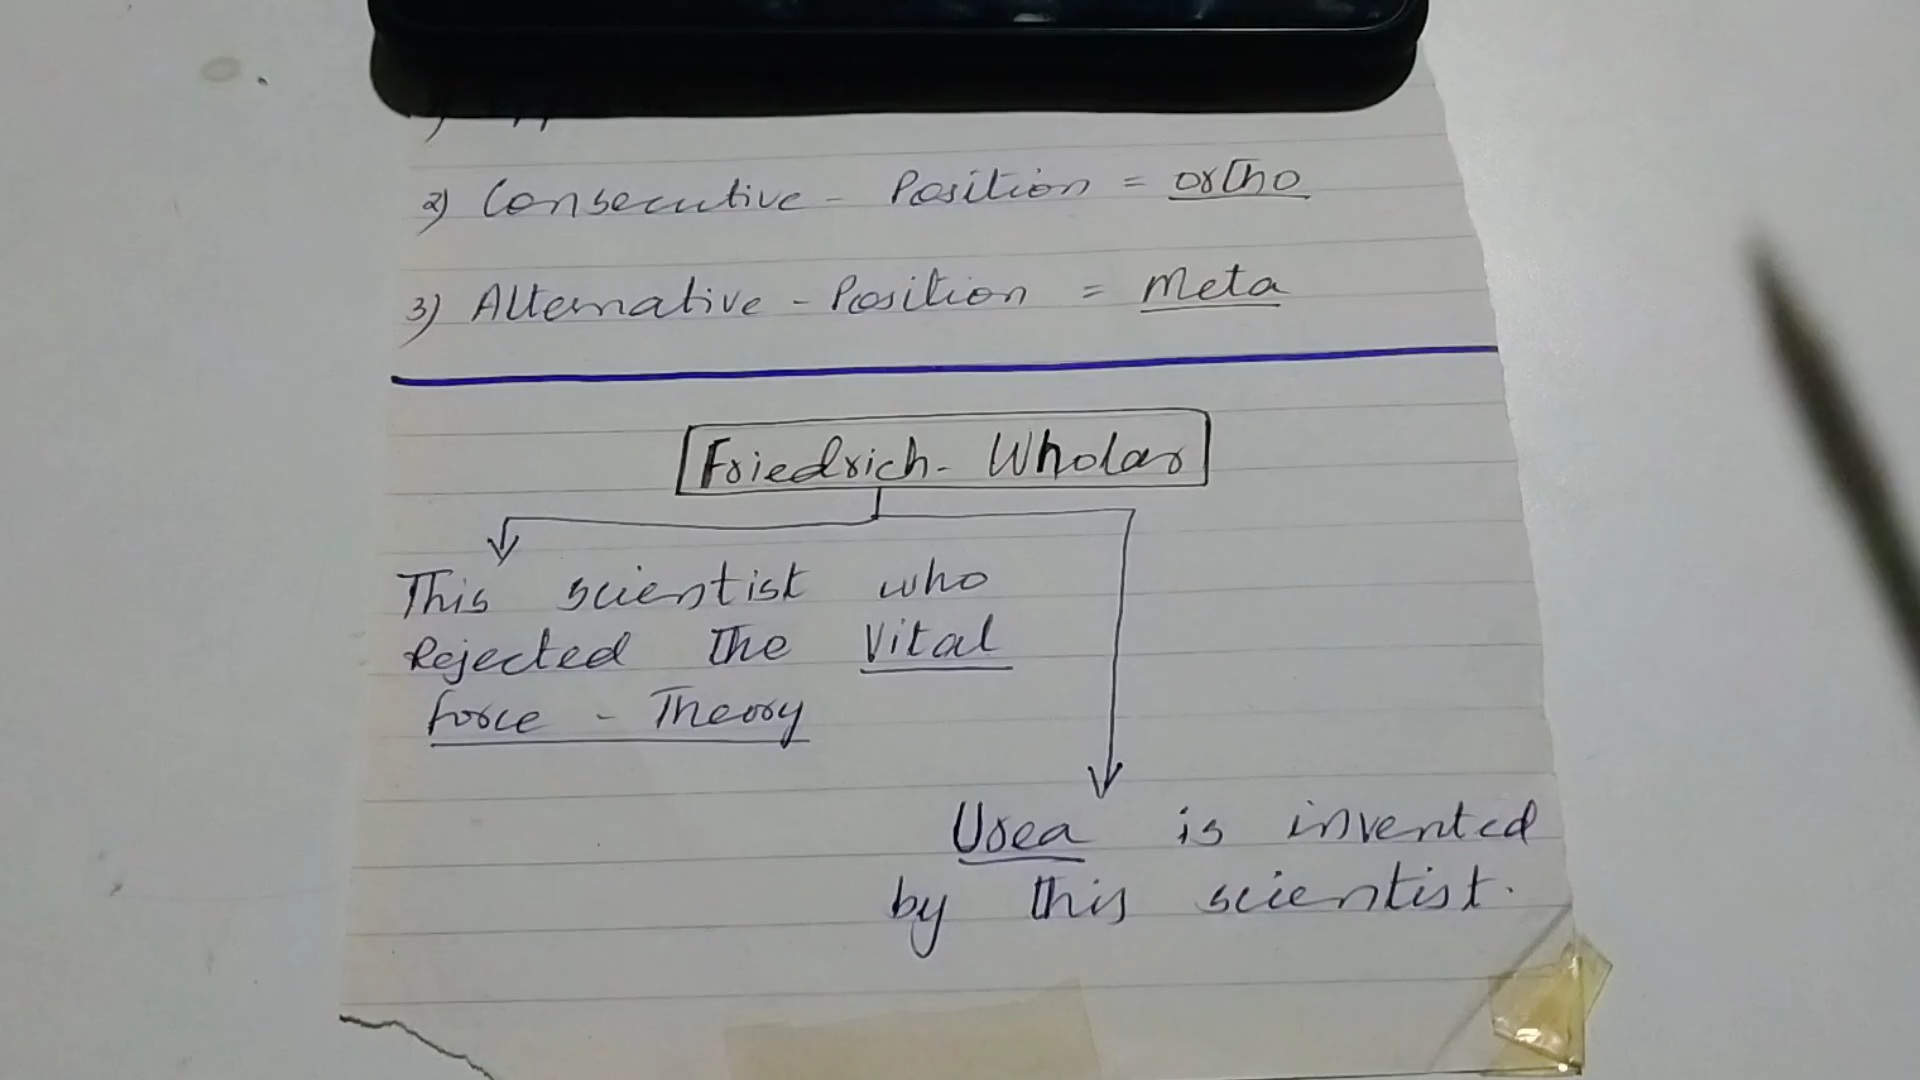 2) Consecutive - Position = ortho
3) Alternative - Position = Meta
Friedrich - Wholar
This scientist who
Rejected the Vital
force - Theory
Urea is invented
by this scientist.